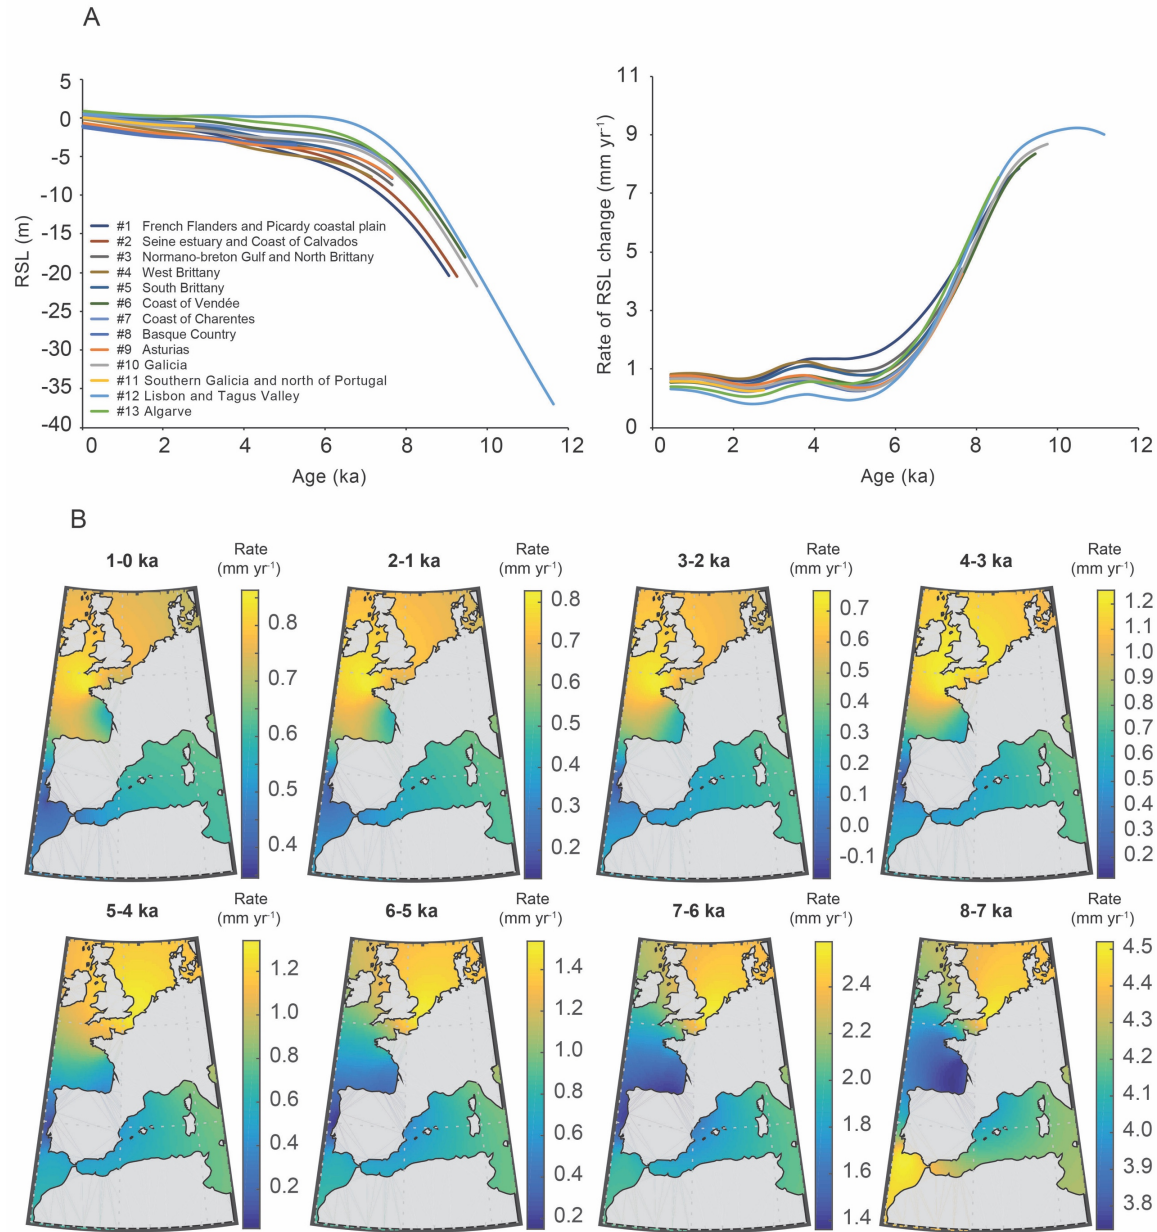 A
5
0
-5
-10
-15
-20
-25
-30
-35
-40
RSL (m)
#1 French Flanders and Picardy coastal plain
#2 Seine estuary and Coast of Calvados
#3 Normano-breton Gulf and North Brittany
#4 West Brittany
#5 South Brittany
#6 Coast of Vendée
#7 Coast of Charentes
#8 Basque Country
#9 Asturias
#10 Galicia
#11 Southern Galicia and north of Portugal
#12 Lisbon and Tagus Valley
#13 Algarve
0 2 4 6 8 10 12
Age (ka)
11
9
7
5
3
1
0
Rate of RSL change (mm yr⁻¹)
0 2 4 6 8 10 12
Age (ka)
B
1-0 ka
Rate
(mm yr⁻¹)
0.8
0.7
0.6
0.5
0.4
2-1 ka
Rate
(mm yr⁻¹)
0.8
0.7
0.6
0.5
0.4
0.3
0.2
3-2 ka
Rate
(mm yr⁻¹)
0.7
0.6
0.5
0.4
0.3
0.2
0.1
0.0
-0.1
4-3 ka
Rate
(mm yr⁻¹)
1.2
1.1
1.0
0.9
0.8
0.7
0.6
0.5
0.4
0.3
0.2
5-4 ka
Rate
(mm yr⁻¹)
1.2
1.0
0.8
0.6
0.4
0.2
6-5 ka
Rate
(mm yr⁻¹)
1.4
1.2
1.0
0.8
0.6
0.4
0.2
7-6 ka
Rate
(mm yr⁻¹)
2.4
2.2
2.0
1.8
1.6
1.4
8-7 ka
Rate
(mm yr⁻¹)
4.5
4.4
4.3
4.2
4.1
4.0
3.9
3.8